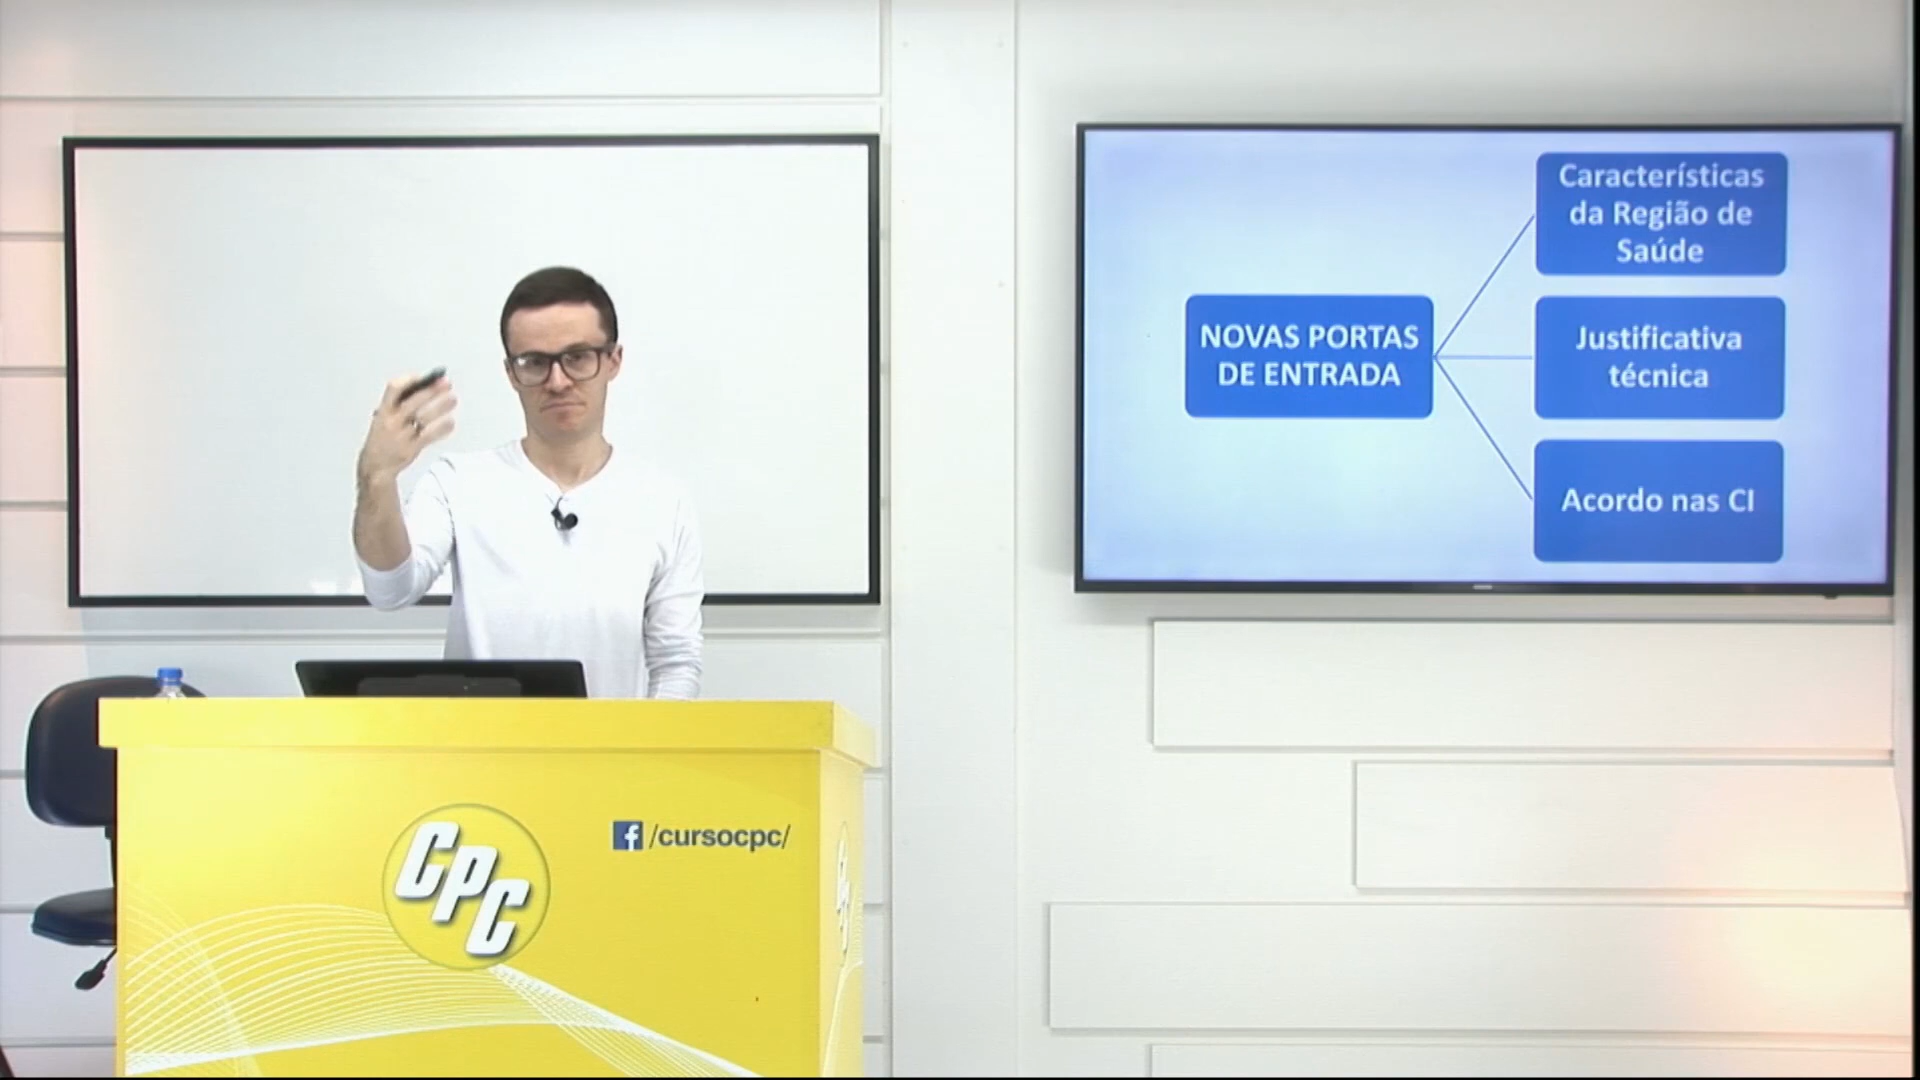 NOVAS PORTAS
DE ENTRADA
Características
da Região de
Saúde
Justificativa
técnica
Acordo nas CI
CPC
f /cursocpc/